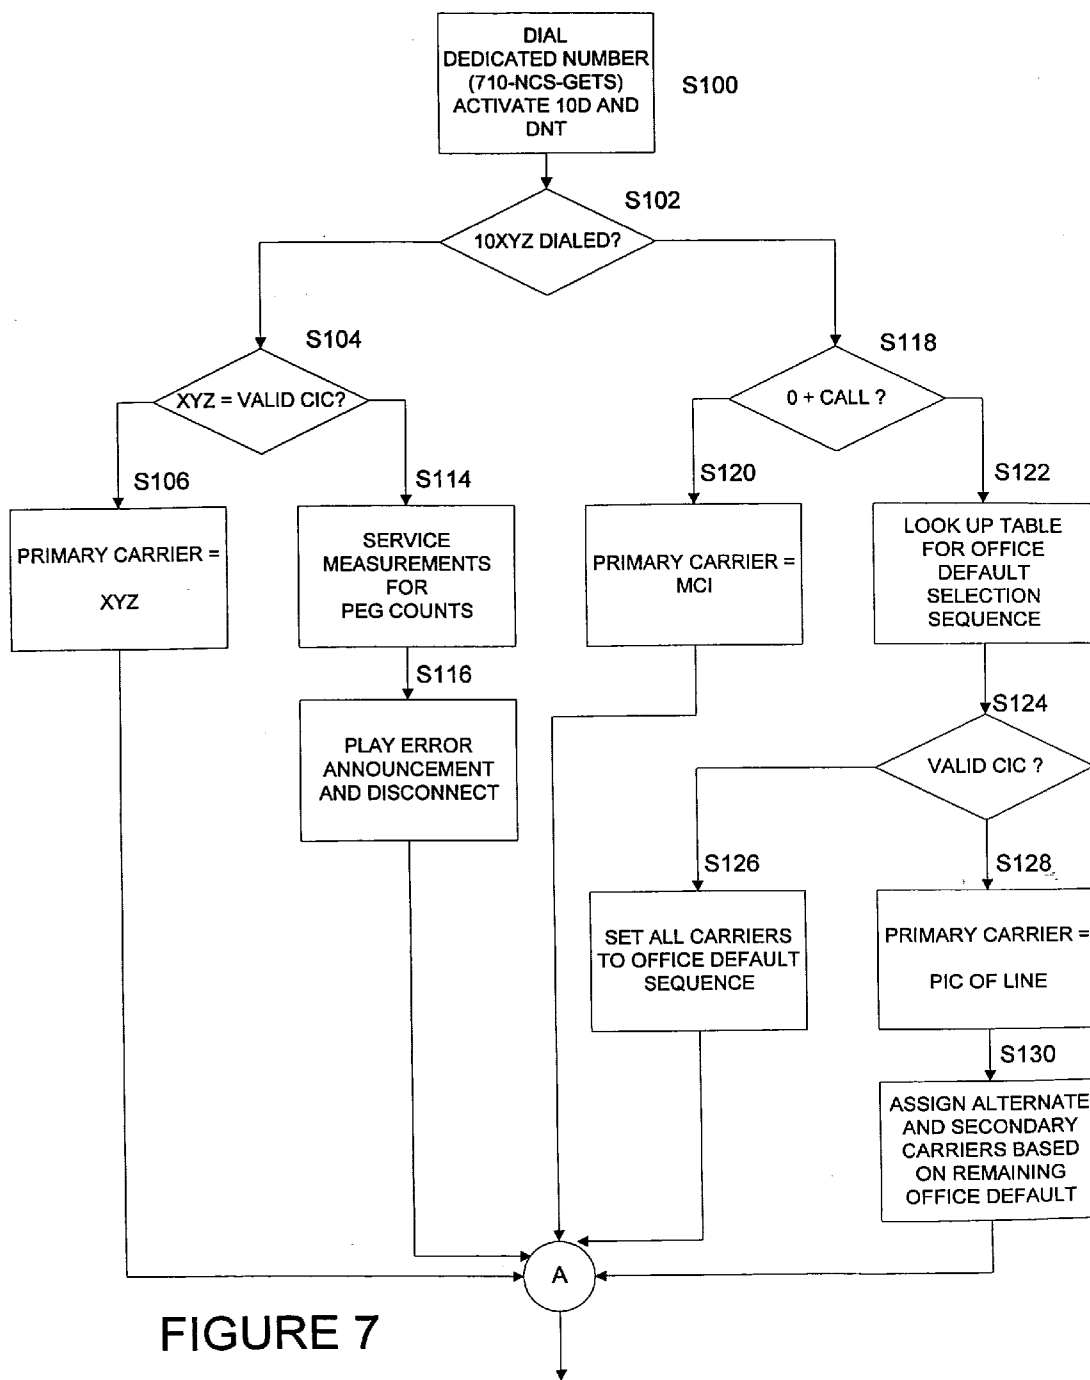 DIAL
DEDICATED NUMBER
(710-NCS-GETS)
ACTIVATE 10D AND
DNT
S100
S102
10XYZ DIALED?
S104
XYZ = VALID CIC?
S118
0 + CALL ?
S106
PRIMARY CARRIER =
XYZ
S114
SERVICE
MEASUREMENTS
FOR
PEG COUNTS
S120
PRIMARY CARRIER =
MCI
S122
LOOK UP TABLE
FOR OFFICE
DEFAULT
SELECTION
SEQUENCE
S116
PLAY ERROR
ANNOUNCEMENT
AND DISCONNECT
S124
VALID CIC ?
S126
SET ALL CARRIERS
TO OFFICE DEFAULT
SEQUENCE
S128
PRIMARY CARRIER =
PIC OF LINE
S130
ASSIGN ALTERNATE
AND SECONDARY
CARRIERS BASED
ON REMAINING
OFFICE DEFAULT
A
FIGURE 7